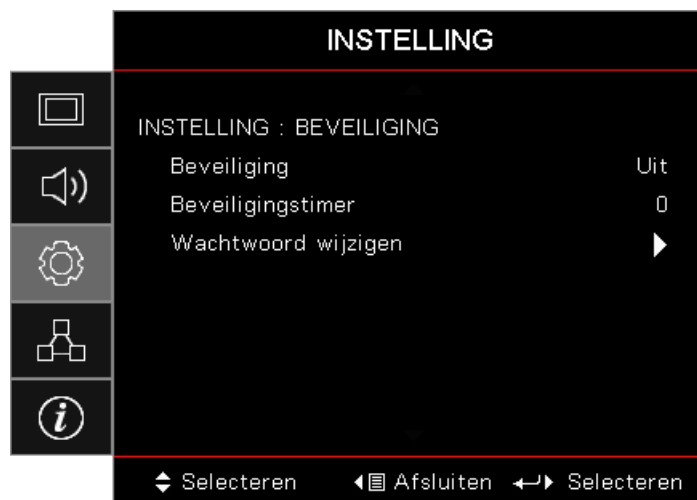 INSTELLING
INSTELLING : BEVEILIGING
Beveiliging Uit
Beveiligingstimer 0
Wachtwoord wijzigen
Selecteren Afsluiten Selecteren